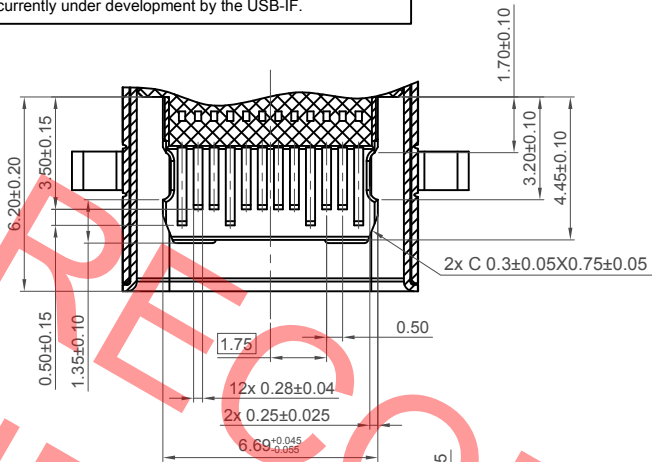 currently under development by the USB-IF.
1.70±0.10
6.20±0.20
3.50±0.15
3.20±0.10
4.45±0.10
2x C 0.3±0.05X0.75±0.05
0.50±0.15
1.35±0.10
0.50
1.75
12x 0.28±0.04
2x 0.25±0.025
6.69+0.045
-0.055
5
RE
RECO